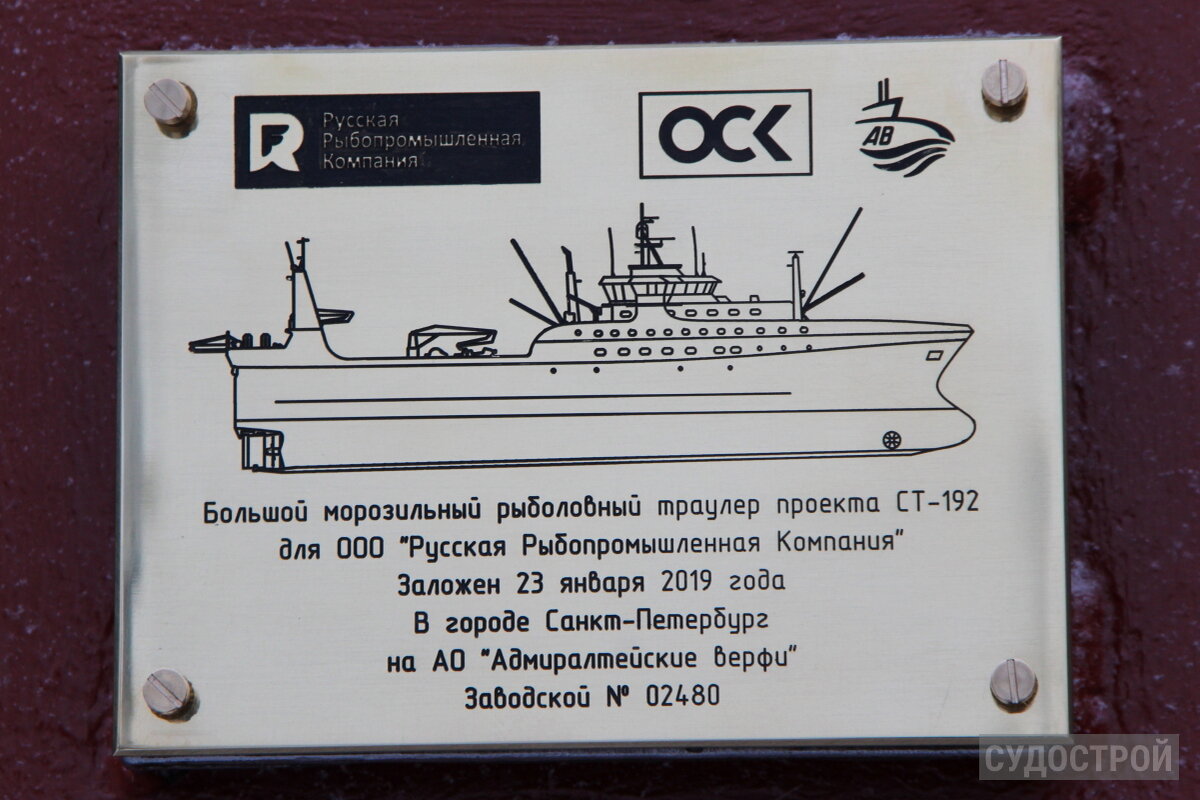 Русская
Рыбопромышленная
Компания
ОСК
АВ
Большой морозильный рыболовный траулер проекта СТ-192
для ООО "Русская Рыбопромышленная Компания"
Заложен 23 января 2019 года
В городе Санкт-Петербург
на АО "Адмиралтейские верфи"
Заводской № 02480
СУДОСТРОЙ